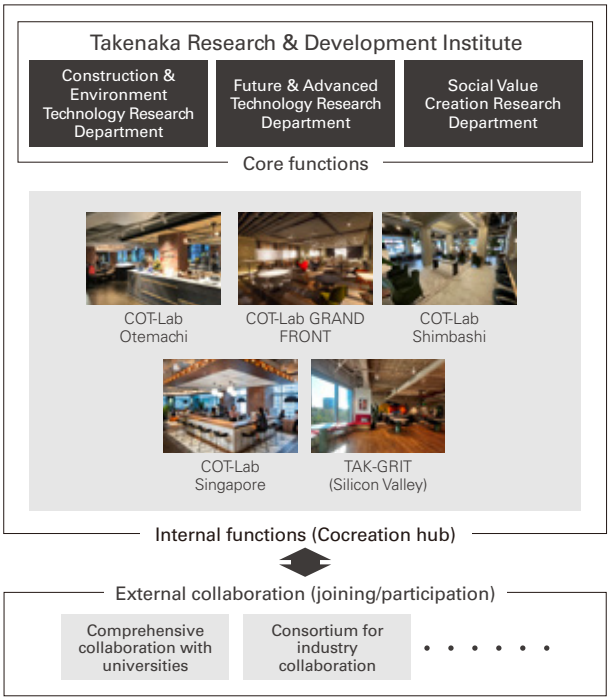 Takenaka Research & Development Institute
Construction &
Environment
Technology Research
Department
Future & Advanced
Technology Research
Department
Social Value
Creation Research
Department
Core functions
COT-Lab
Otemachi
COT-Lab GRAND
FRONT
COT-Lab
Shimbashi
COT-Lab
Singapore
TAK-GRIT
(Silicon Valley)
Internal functions (Cocreation hub)
External collaboration (joining/participation)
Comprehensive
collaboration with
universities
Consortium for
industry
collaboration
• • • • • •